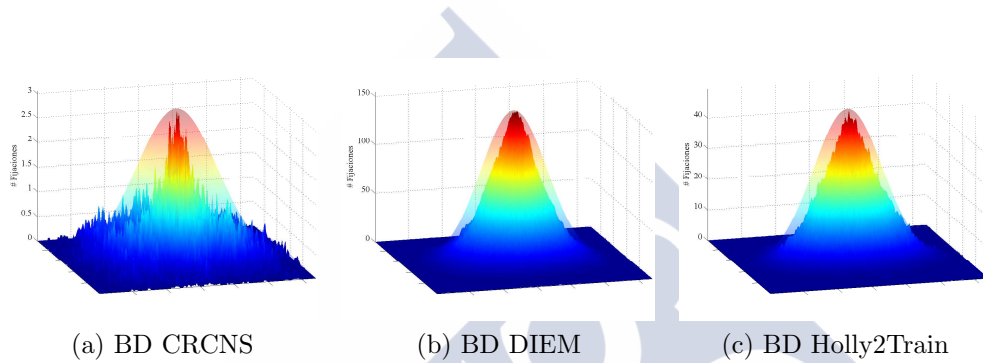 3
2.5
2
1.5
1
0.5
0
# Fijaciones
150
100
50
0
# Fijaciones
40
30
20
10
0
# Fijaciones
(a) BD CRCNS
(b) BD DIEM
(c) BD Holly2Train